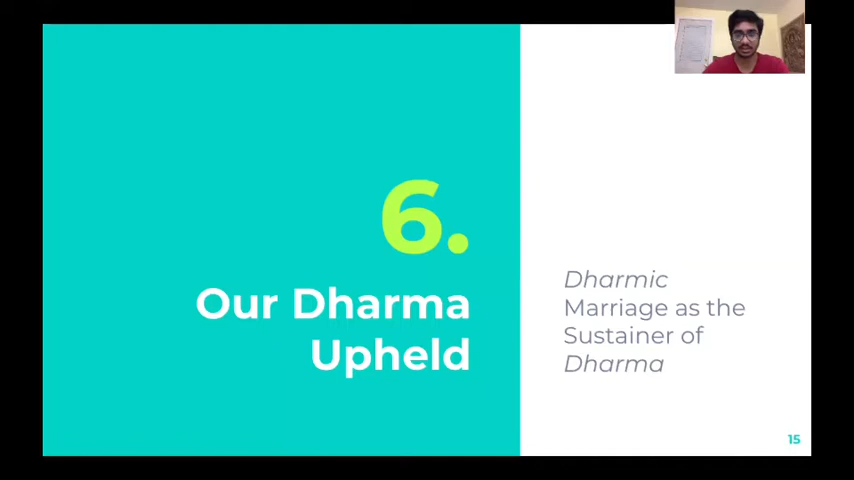 6.
Our Dharma
Upheld
Dharmic
Marriage as the
Sustainer of
Dharma
15